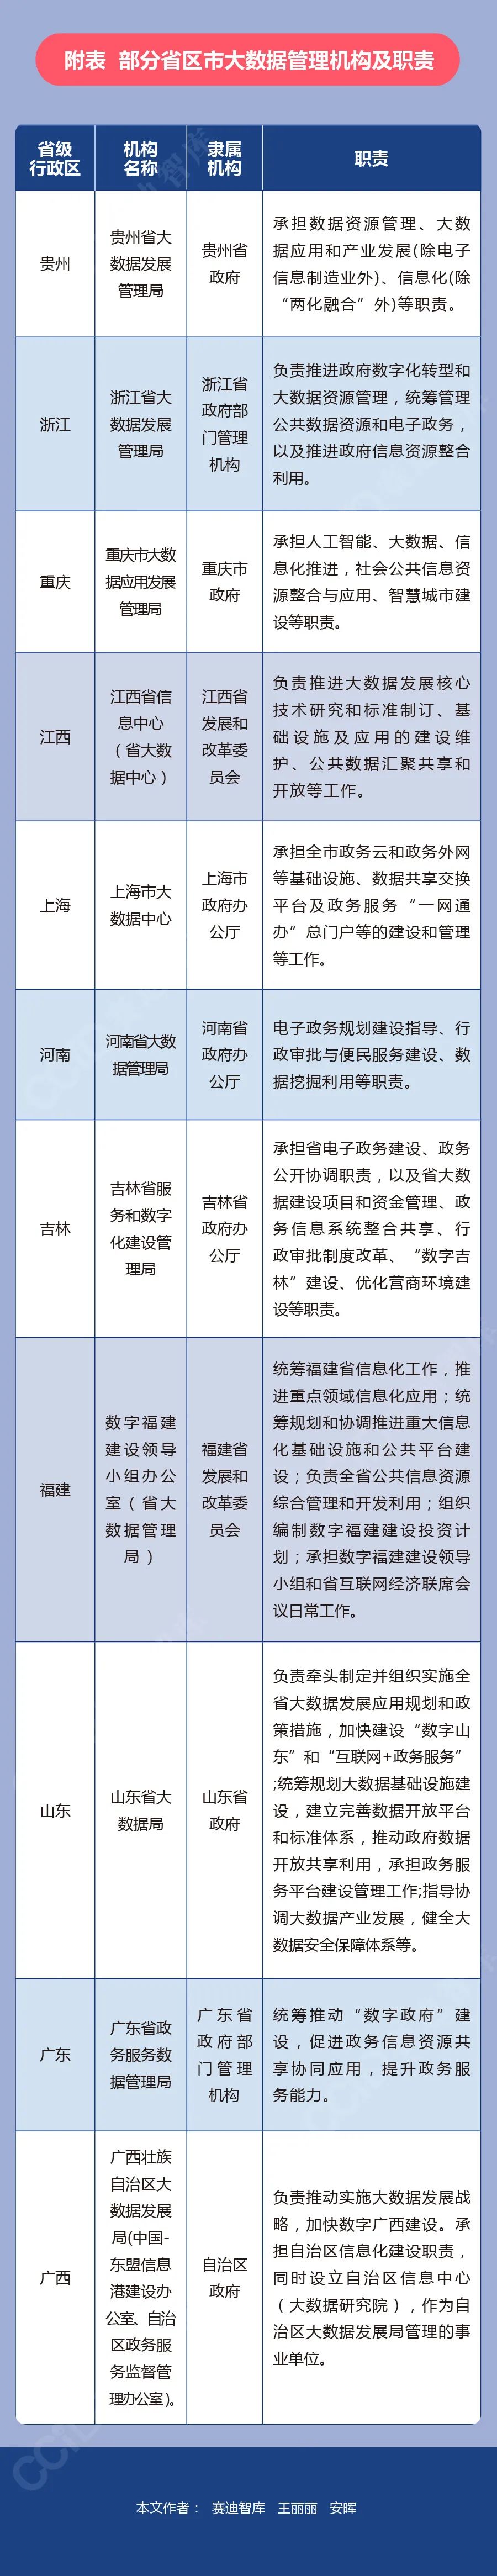 附表 部分省区市大数据管理机构及职责
省级
行政区
机构
名称
隶属
机构
职责
贵州
贵州省大
数据发展
管理局
贵州省
政府
承担数据资源管理、大数
据应用和产业发展(除电子
信息制造业外)、信息化(除
“两化融合”外)等职责。
浙江
浙江省大
数据发展
管理局
浙江省
政府部
门管理
机构
负责推进政府数字化转型和
大数据资源管理，统筹管理
公共数据资源和电子政务，
以及推进政府信息资源整合
利用。
重庆
重庆市大数
据应用发展
管理局
重庆市
政府
承担人工智能、大数据、信
息化推进，社会公共信息资
源整合与应用、智慧城市建
设等职责。
江西
江西省信
息中心
（省大数
据中心）
江西省
发展和
改革委
员会
负责推进大数据发展核心
技术研究和标准制订、基
础设施及应用的建设维
护、公共数据汇聚共享和
开放等工作。
上海
上海市大
数据中心
上海市
政府办
公厅
承担全市政务云和政务外网
等基础设施、数据共享交换
平台及政务服务“一网通
办”总门户等的建设和管理
等工作。
河南
河南省大数
据管理局
河南省
政府办
公厅
电子政务规划建设指导、行
政审批与便民服务建设、数
据挖掘利用等职责。
吉林
吉林省服
务和数字
化建设管
理局
吉林省
政府办
公厅
承担省电子政务建设、政务
公开协调职责，以及省大数
据建设项目和资金管理、政
务信息系统整合共享、行
政审批制度改革、“数字吉
林”建设、优化营商环境建
设等职责。
福建
数字福建
建设领导
小组办公
室（省大
数据管理
局）
福建省
发展和
改革委
员会
统筹福建省信息化工作，推
进重点领域信息化应用；统
筹规划和协调推进重大信息
化基础设施和公共平台建
设；负责全省公共信息资源
综合管理和开发利用；组织
编制数字福建建设投资计
划；承担数字福建建设领导
小组和省互联网经济联席会
议日常工作。
山东
山东省大
数据局
山东省
政府
负责牵头制定并组织实施全
省大数据发展应用规划和政
策措施，加快建设“数字山
东”和“互联网+政务服务”
;统筹规划大数据基础设施建
设，建立完善数据开放平台
和标准体系，推动政府数据
开放共享利用，承担政务服
务平台建设管理工作;指导协
调大数据产业发展，健全大
数据安全保障体系等。
广东
广东省政
务服务数
据管理局
广东省
政府部
门管理
机构
统筹推动“数字政府”建
设，促进政务信息资源共
享协同应用，提升政务服
务能力。
广西
广西壮族
自治区大
数据发展
局(中国-
东盟信息
港建设办
公室、自治
区政务服
务监督管
理办公室)。
自治区
政府
负责推动实施大数据发展战
略，加快数字广西建设。承
担自治区信息化建设职责，
同时设立自治区信息中心
（大数据研究院），作为自
治区大数据发展局管理的事
业单位。
本文作者： 赛迪智库 王丽丽 安晖